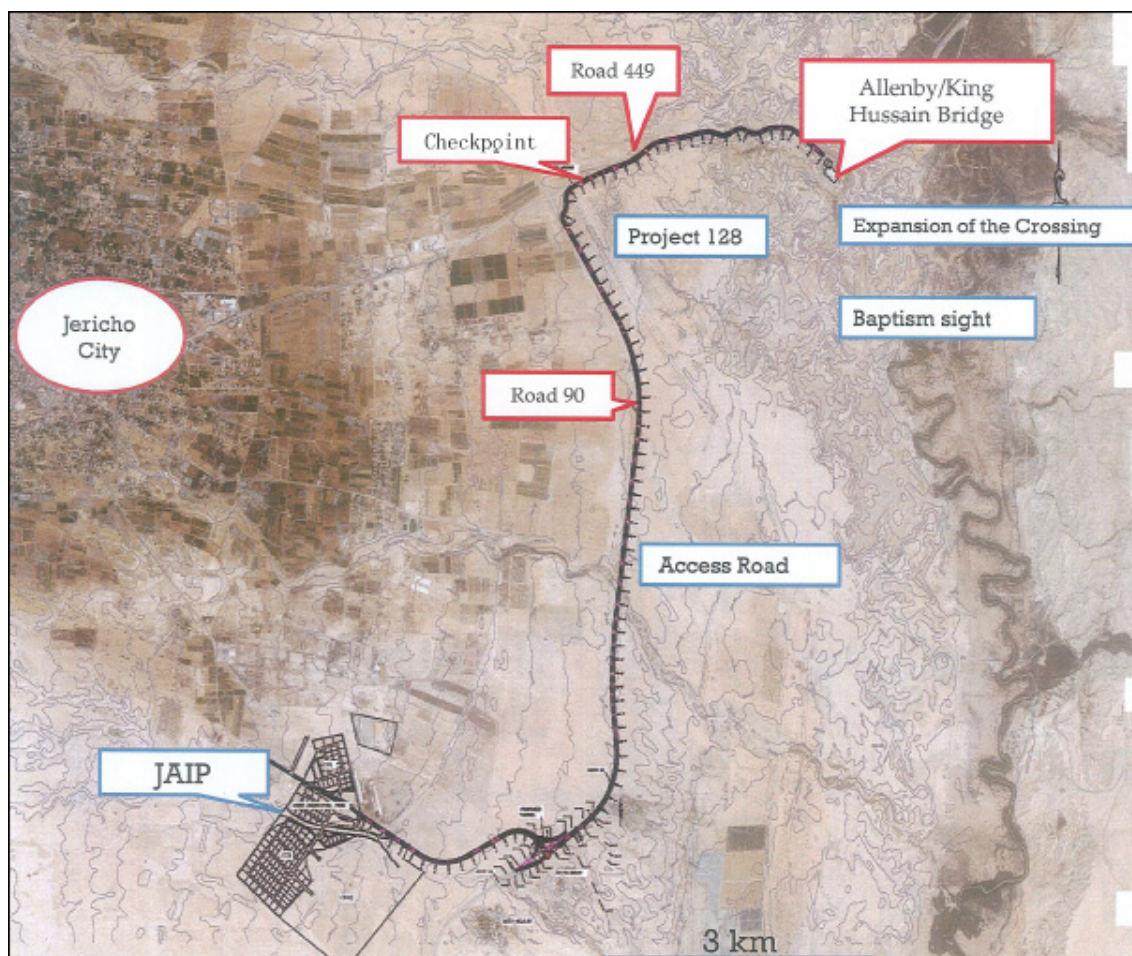 Road 449
Allenby/King
Hussain Bridge
Checkpoint
Expansion of the Crossing
Project 128
Jericho
City
Baptism sight
Road 90
Access Road
JAIP
3 km